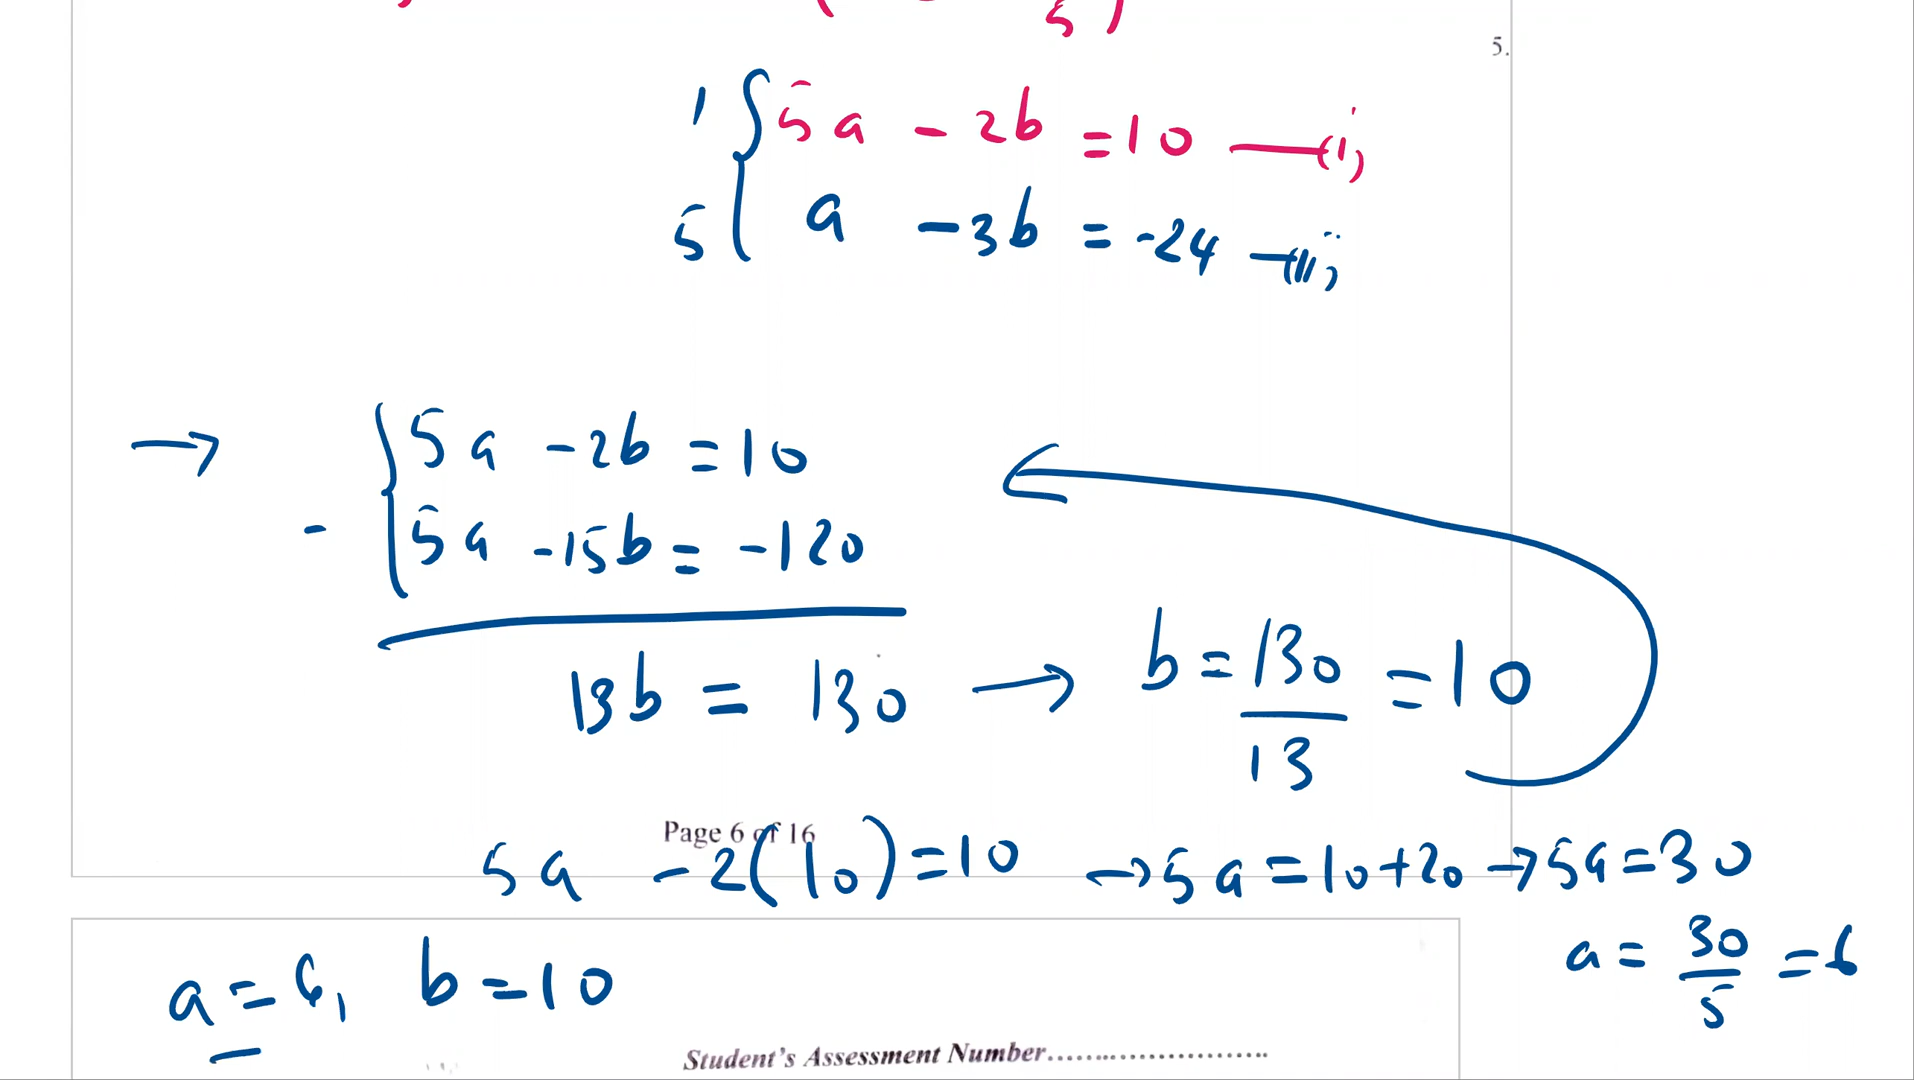 5)
5.
1 { 5a - 2b = 10 —(i)
5 { a - 3b = -24 —(ii)
→ { 5a - 2b = 10
- { 5a - 15b = -120
13b = 130 → b = 130/13 = 10
Page 6 of 16
5a - 2(10) = 10 → 5a = 10 + 20 → 5a = 30
a = 30/5 = 6
a = 6, b = 10
Student's Assessment Number.....................